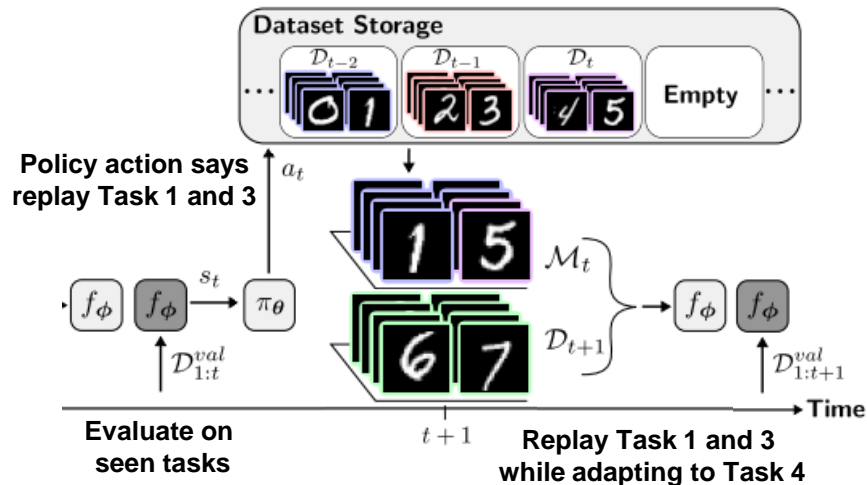 Dataset Storage
𝒟_{t−2} 𝒟_{t−1} 𝒟_t
··· 0 1 2 3 4 5 Empty ···
Policy action says
replay Task 1 and 3
a_t
1 5
ℳ_t
f_ϕ f_ϕ s_t π_θ f_ϕ f_ϕ
6 7
𝒟_{t+1}
𝒟^{val}_{1:t} 𝒟^{val}_{1:t+1}
Time
Evaluate on
seen tasks
t + 1
Replay Task 1 and 3
while adapting to Task 4